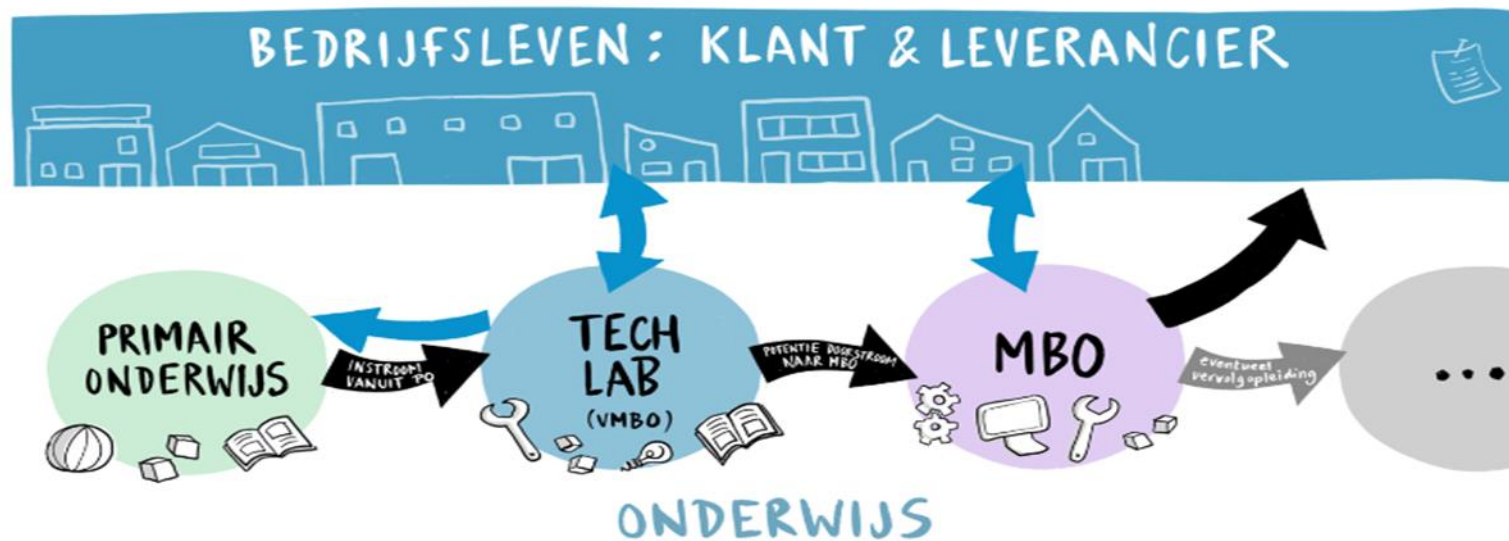 BEDRIJFSLEVEN: KLANT & LEVERANCIER
PRIMAIR
ONDERWIJS
INSTROOM
VANUIT PO
TECH
LAB
(VMBO)
POTENTIE DOORSTROOM
NAAR MBO
MBO
eventueel
vervolgopleiding
...
ONDERWIJS